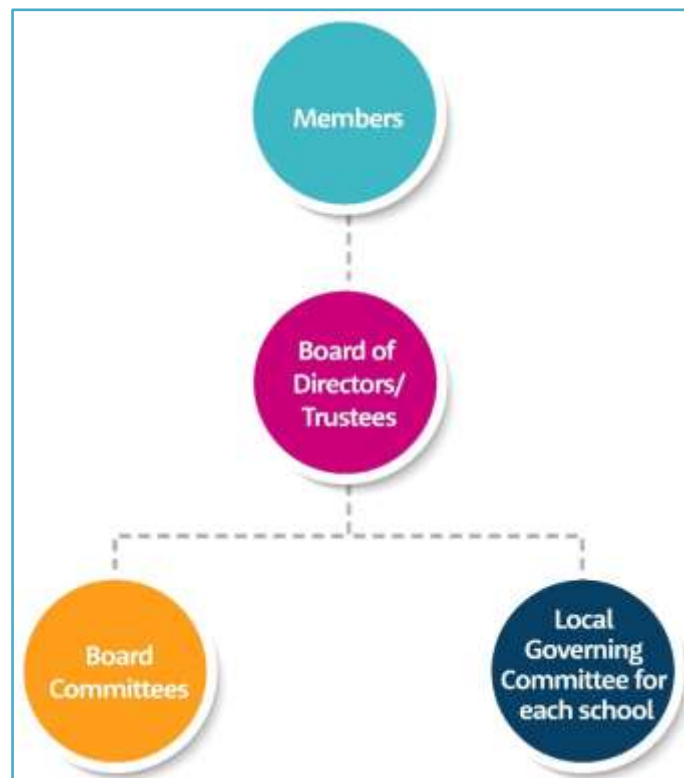 Members
Board of
Directors/
Trustees
Board
Committees
Local
Governing
Committee for
each school